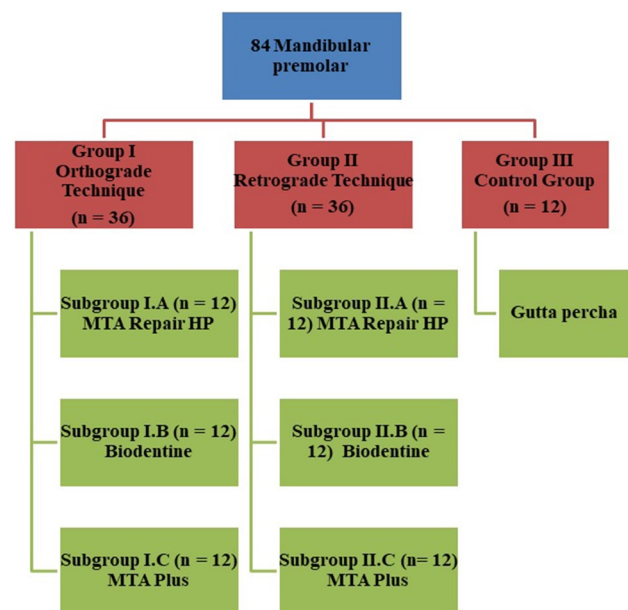 84 Mandibular
premolar
Group I
Orthograde
Technique
(n = 36)
Group II
Retrograde Technique
(n = 36)
Group III
Control Group
(n = 12)
Subgroup I.A (n = 12)
MTA Repair HP
Subgroup II.A (n =
12) MTA Repair HP
Gutta percha
Subgroup I.B (n = 12)
Biodentine
Subgroup II.B (n =
12) Biodentine
Subgroup I.C (n = 12)
MTA Plus
Subgroup II.C (n= 12)
MTA Plus